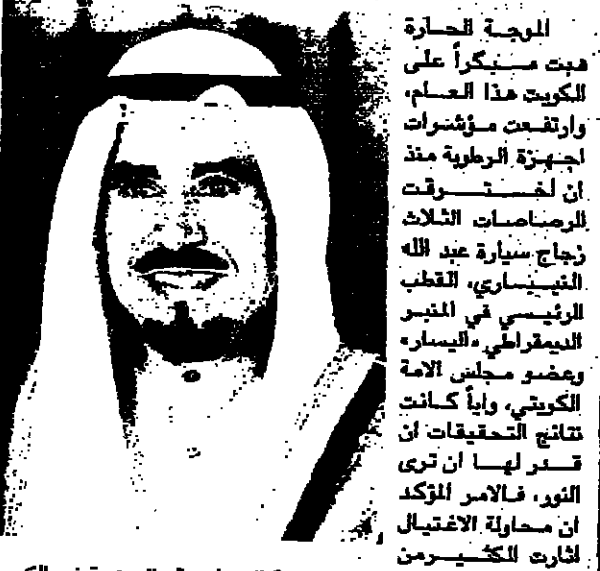 الموجة الحارة
هبت مبكراً على
الكويت هذا العام،
وارتفعت مؤشرات
اجهزة الرطوبة منذ
ان اخترقت
الرصاصات الثلاث
زجاج سيارة عبد الله
النيباري، القطب
الرئيسي في المنبر
الديمقراطي «اليسار»
وعضو مجلس الامة
الكويتي، واياً كانت
نتائج التحقيقات ان
قدر لها ان ترى
النور، فالامر المؤكد
ان محاولة الاغتيال
اثارت الكثير من